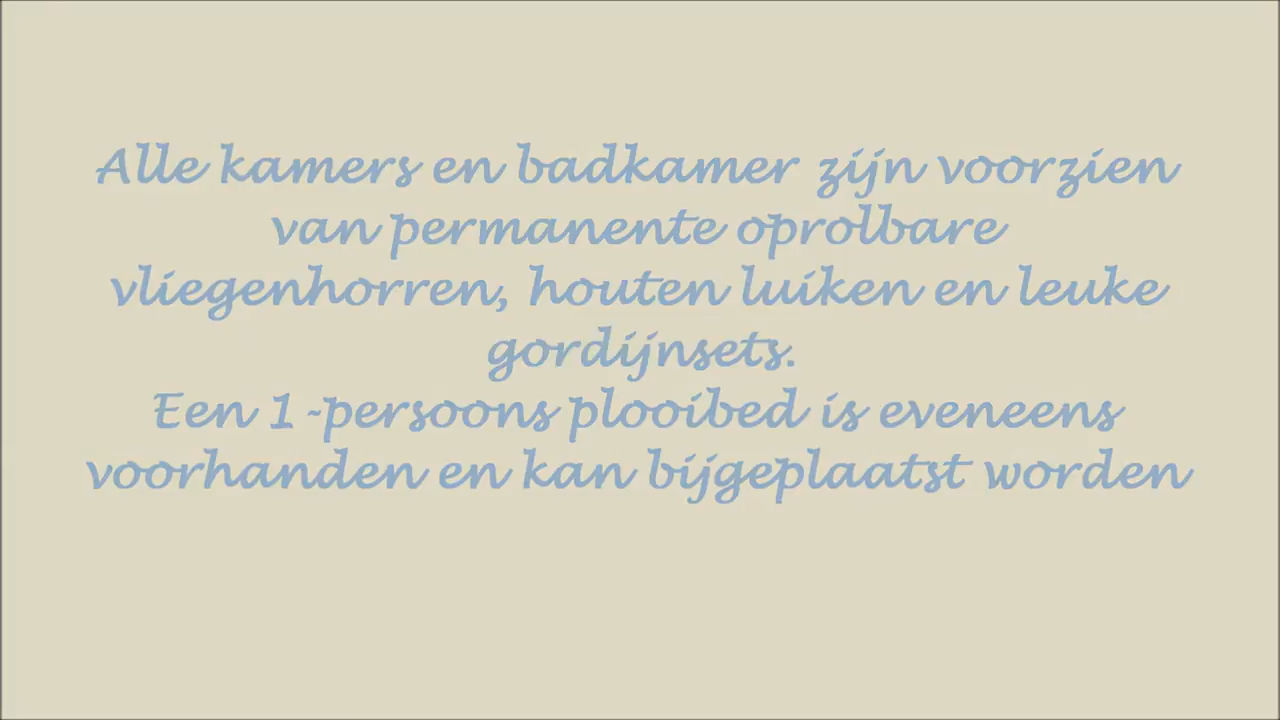 Alle kamers en badkamer zijn voorzien
van permanente oprolbare
vliegenhorren, houten luiken en leuke
gordijnsets.
Een 1-persoons plooibed is eveneens
voorhanden en kan bijgeplaatst worden